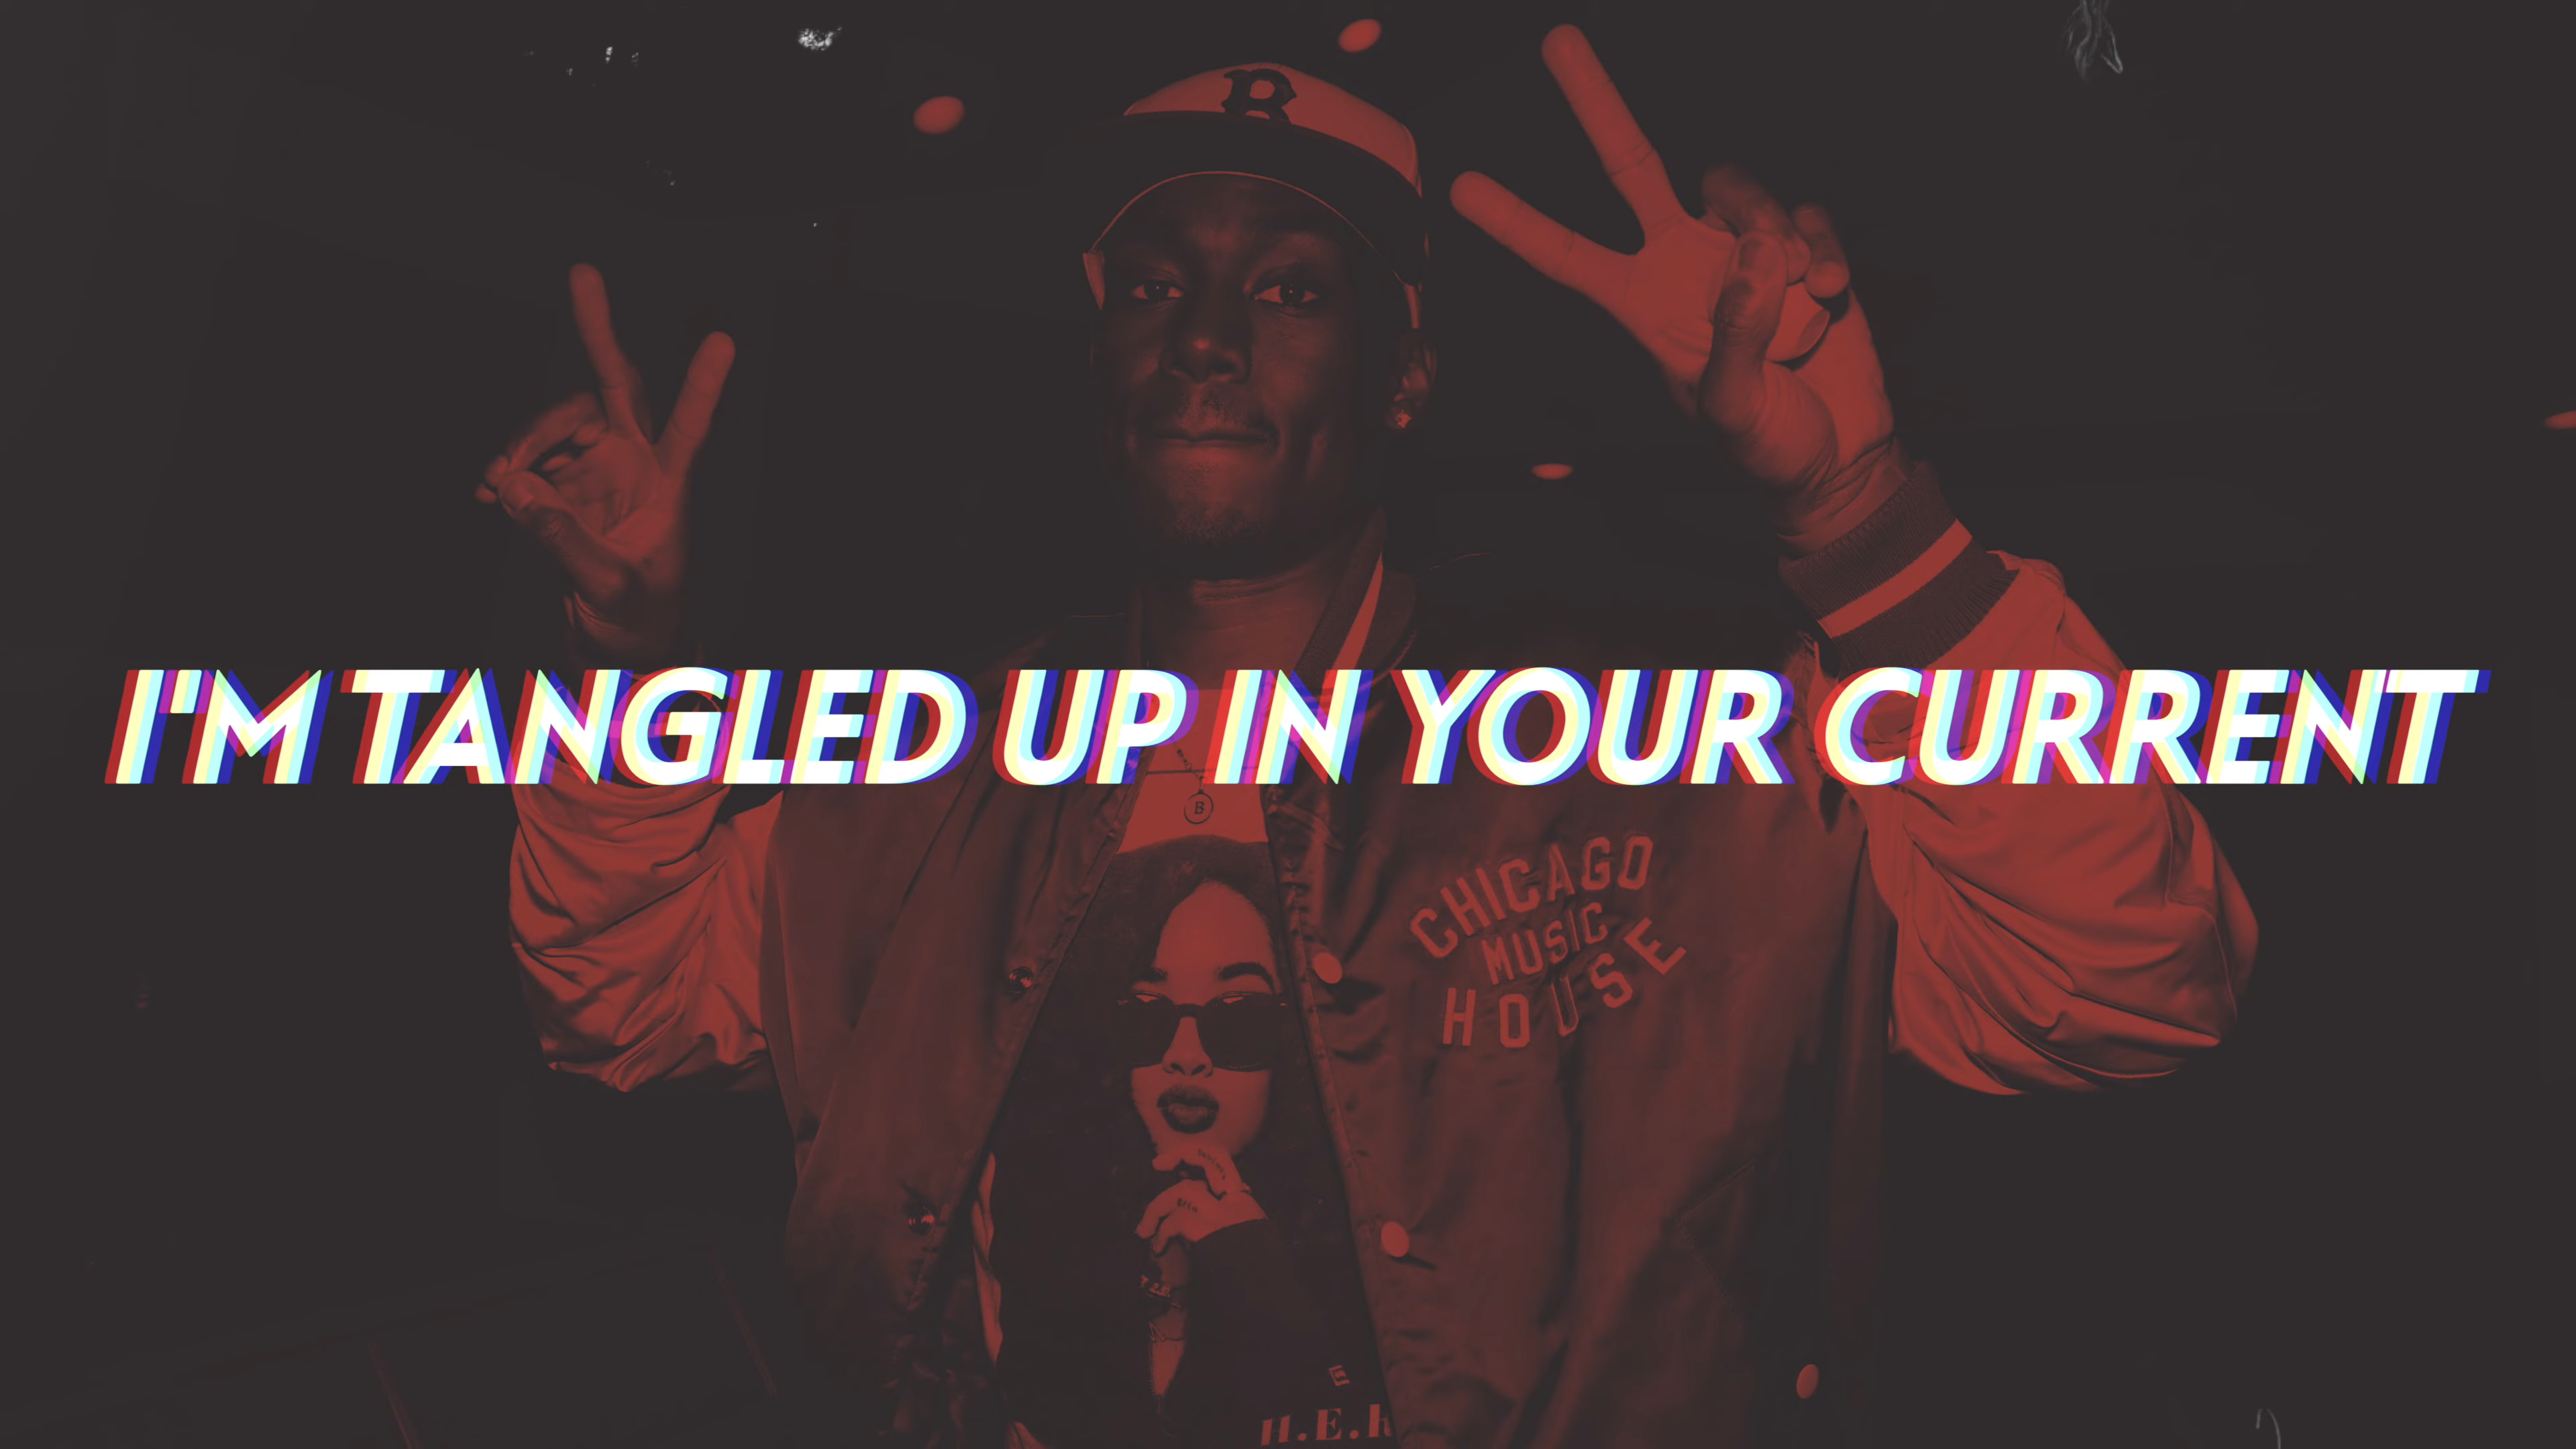 B
I'M TANGLED UP IN YOUR CURRENT
B
CHICAGO
MUSIC
HOUSE
H.E.R